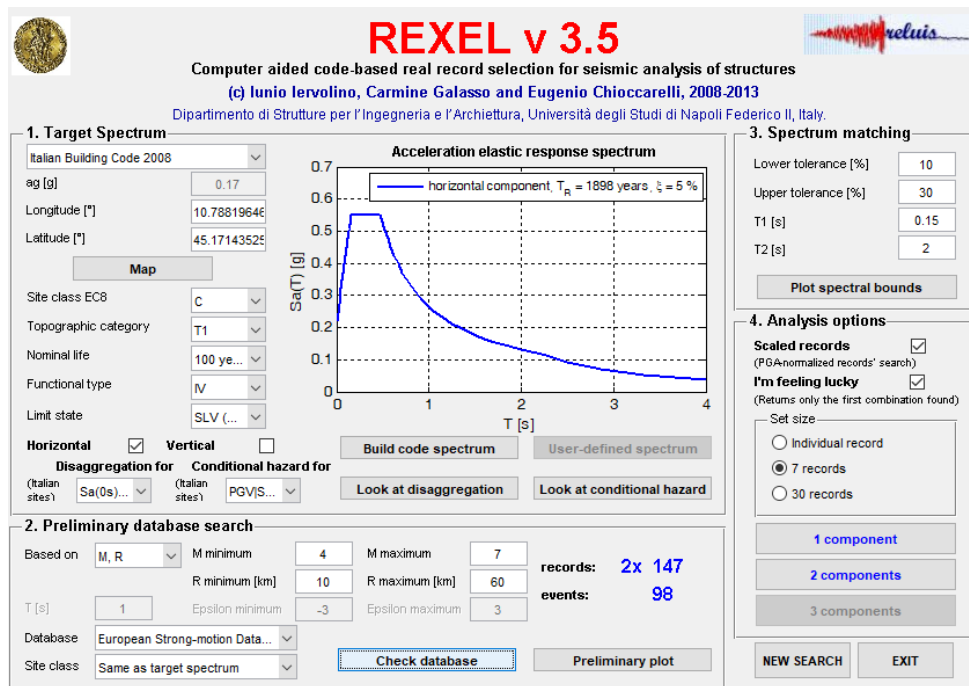 REXEL v 3.5
reluis
Computer aided code-based real record selection for seismic analysis of structures
(c) Iunio Iervolino, Carmine Galasso and Eugenio Chioccarelli, 2008-2013
Dipartimento di Strutture per l'Ingegneria e l'Archiettura, Università degli Studi di Napoli Federico II, Italy.
1. Target Spectrum
Italian Building Code 2008
ag [g] 0.17
Longitude [°] 10.78819646
Latitude [°] 45.17143525
Map
Site class EC8 C
Topographic category T1
Nominal life 100 ye...
Functional type IV
Limit state SLV (...
Horizontal Vertical
Disaggregation for Conditional hazard for
(Italian sites) Sa(0s)... (Italian sites) PGV|S...
Acceleration elastic response spectrum
horizontal component, TR = 1898 years, ξ = 5 %
Sa(T) [g]
0.7
0.6
0.5
0.4
0.3
0.2
0.1
0
0 1 2 3 4
T [s]
Build code spectrum User-defined spectrum
Look at disaggregation Look at conditional hazard
2. Preliminary database search
Based on M, R M minimum 4 M maximum 7
R minimum [km] 10 R maximum [km] 60
T [s] 1 Epsilon minimum -3 Epsilon maximum 3
records: 2x 147
events: 98
Database European Strong-motion Data...
Site class Same as target spectrum
Check database Preliminary plot
3. Spectrum matching
Lower tolerance [%] 10
Upper tolerance [%] 30
T1 [s] 0.15
T2 [s] 2
Plot spectral bounds
4. Analysis options
Scaled records
(PGA-normalized records' search)
I'm feeling lucky
(Returns only the first combination found)
Set size
Individual record
7 records
30 records
1 component
2 components
3 components
NEW SEARCH EXIT